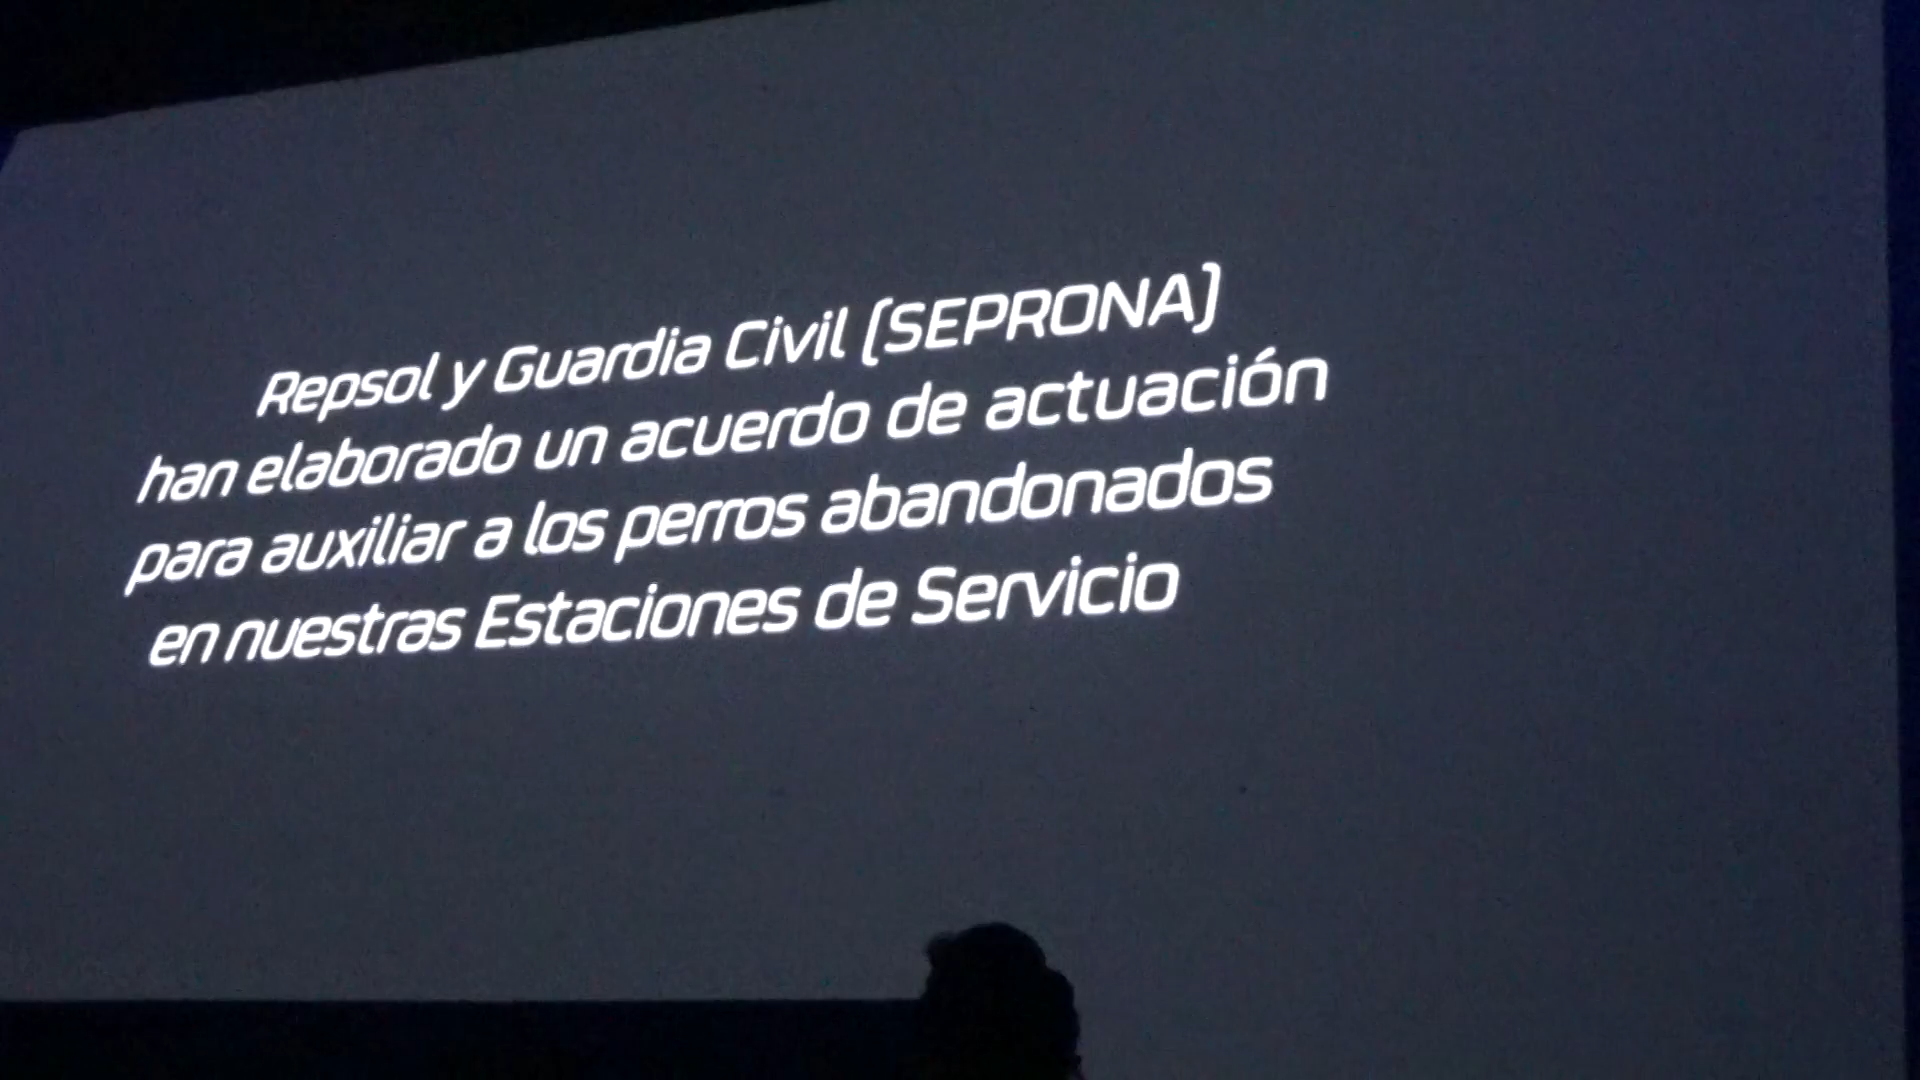 Repsol y Guardia Civil (SEPRONA)
han elaborado un acuerdo de actuación
para auxiliar a los perros abandonados
en nuestras Estaciones de Servicio